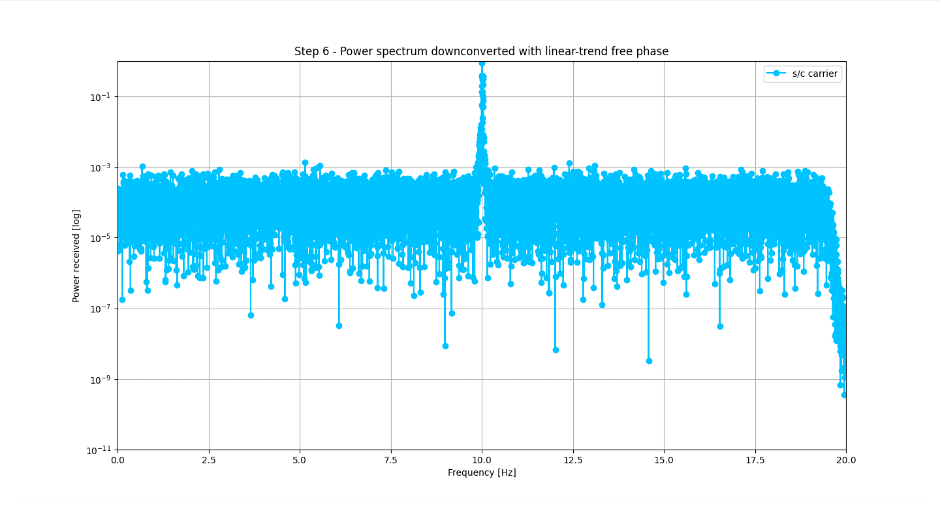 Step 6 - Power spectrum downconverted with linear-trend free phase
s/c carrier
Power received [log]
10⁻¹
10⁻³
10⁻⁵
10⁻⁷
10⁻⁹
10⁻¹¹
0.0 2.5 5.0 7.5 10.0 12.5 15.0 17.5 20.0
Frequency [Hz]